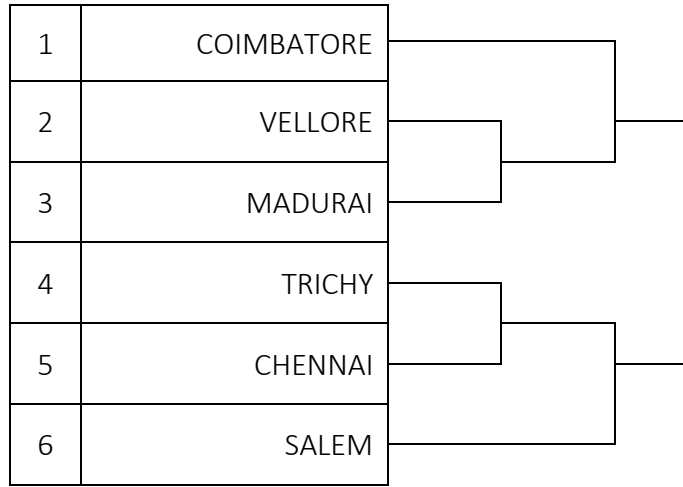 1 COIMBATORE
2 VELLORE
3 MADURAI
4 TRICHY
5 CHENNAI
6 SALEM